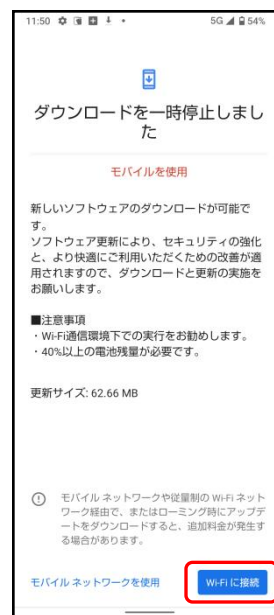 11:50 5G 54%
ダウンロードを一時停止しまし
た
モバイルを使用
新しいソフトウェアのダウンロードが可能で
す。
ソフトウェア更新により、セキュリティの強化
と、より快適にご利用いただくための改善が適
用されますので、ダウンロードと更新の実施を
お願いします。
■注意事項
・Wi-Fi通信環境下での実行をお勧めします。
・40%以上の電池残量が必要です。
更新サイズ: 62.66 MB
モバイル ネットワークや従量制の Wi-Fi ネット
ワーク経由で、またはローミング時にアップデ
ートをダウンロードすると、追加料金が発生す
る場合があります。
モバイル ネットワークを使用 Wi-Fi に接続